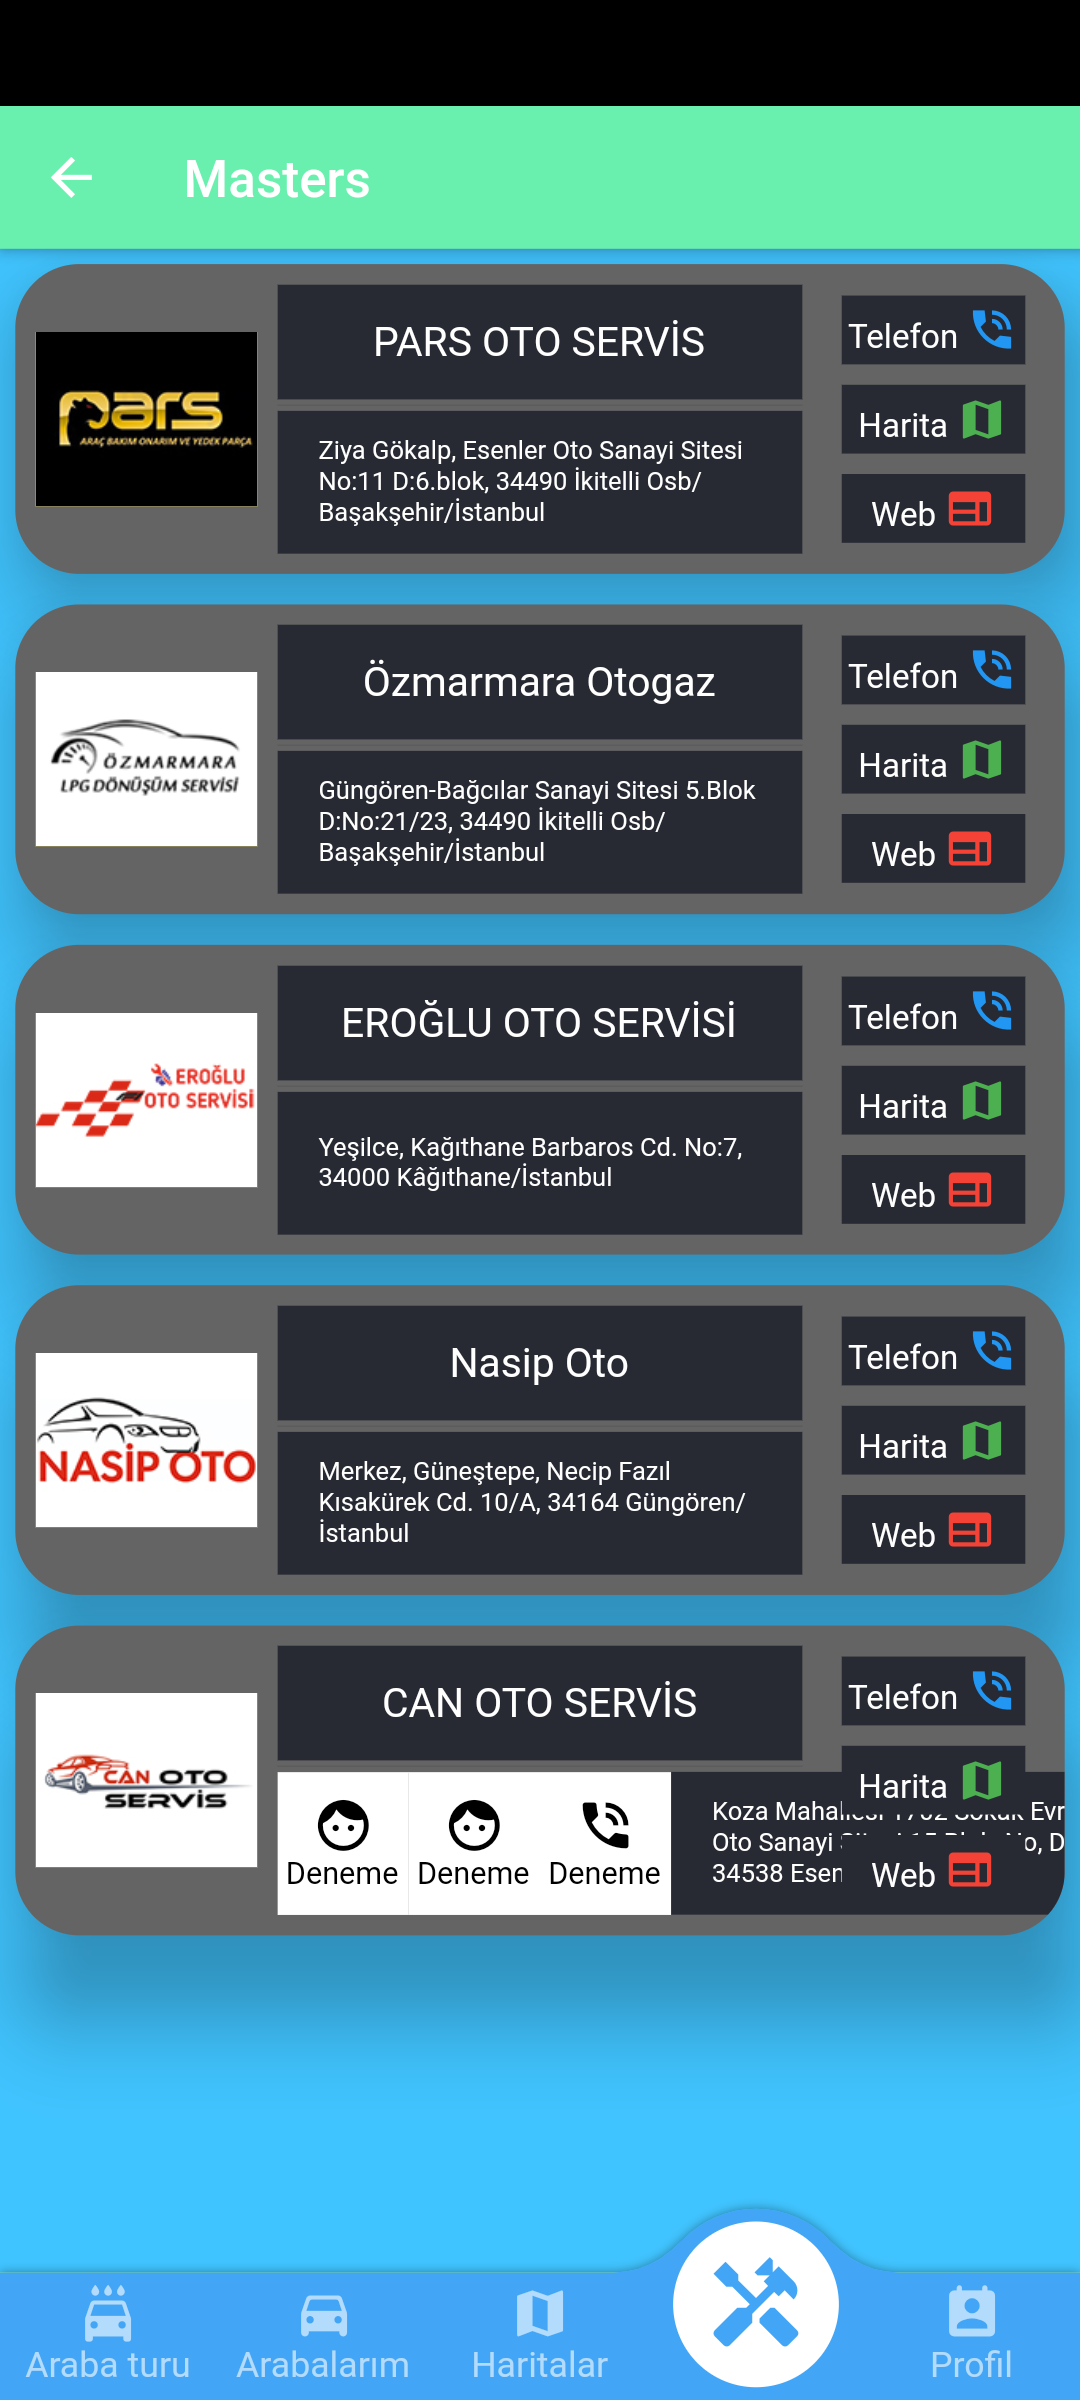 Masters
PARS OTO SERVİS
Telefon
pars
ARAÇ BAKIM ONARIM VE YEDEK PARÇA
Harita
Ziya Gökalp, Esenler Oto Sanayi Sitesi
No:11 D:6.blok, 34490 İkitelli Osb/
Başakşehir/İstanbul
Web
Özmarmara Otogaz
Telefon
ÖZMARMARA
LPG DÖNÜŞÜM SERVİSİ
Harita
Güngören-Bağcılar Sanayi Sitesi 5.Blok
D:No:21/23, 34490 İkitelli Osb/
Başakşehir/İstanbul
Web
EROĞLU OTO SERVİSİ
Telefon
EROĞLU
OTO SERVİSİ
Harita
Yeşilce, Kağıthane Barbaros Cd. No:7,
34000 Kâğıthane/İstanbul
Web
Nasip Oto
Telefon
NASİP OTO
Harita
Merkez, Güneştepe, Necip Fazıl
Kısakürek Cd. 10/A, 34164 Güngören/
İstanbul
Web
CAN OTO SERVİS
Telefon
CAN OTO
SERVİS
Harita
Deneme
Deneme
Deneme
Koza Evr
Oto Sanayi D
34538 Esen
Web
Araba turu
Arabalarım
Haritalar
Profil